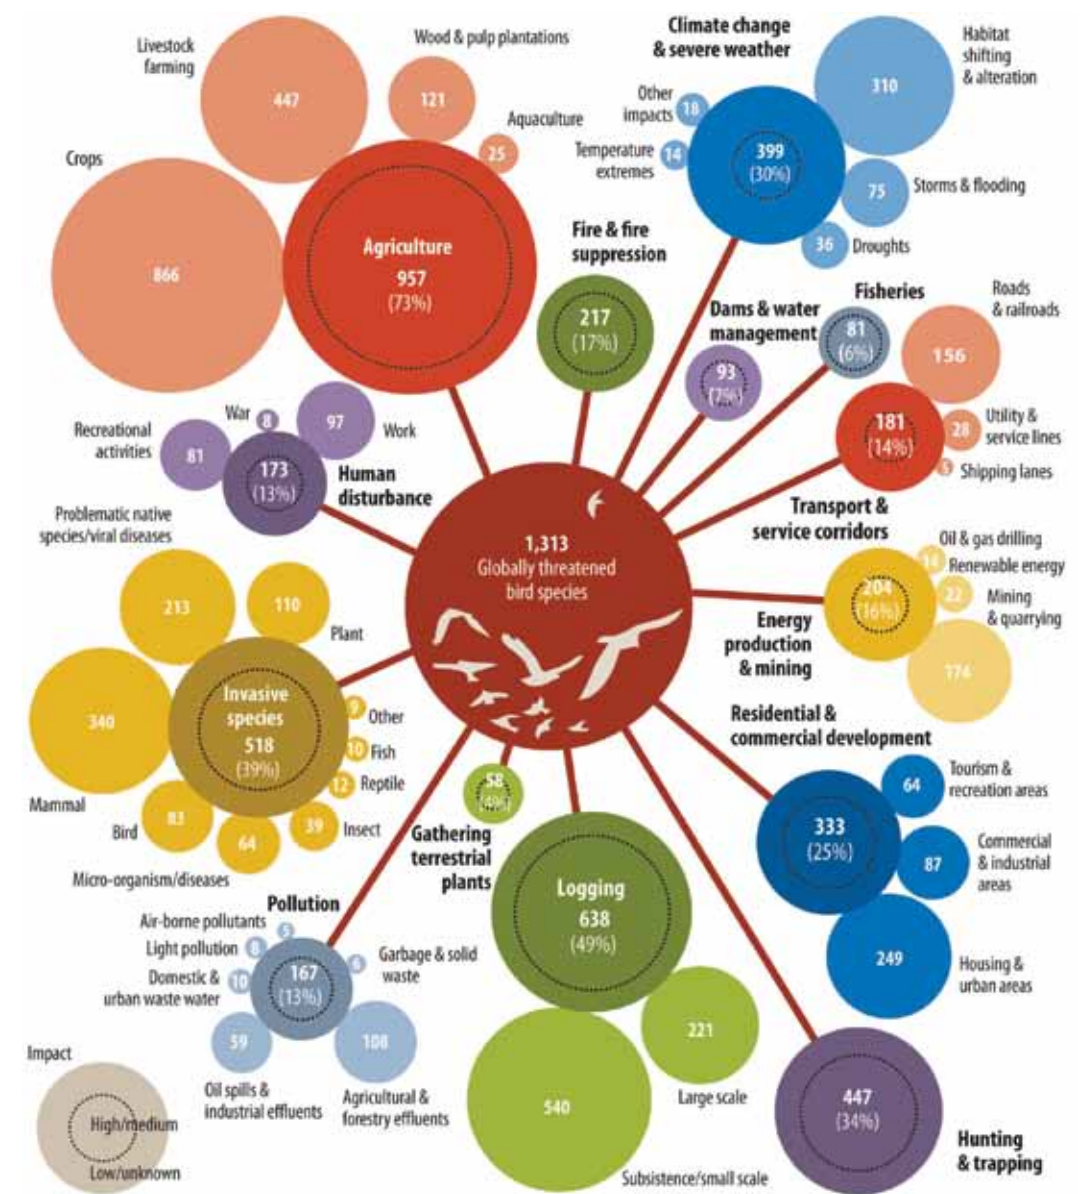 Livestock
farming
447
Wood & pulp plantations
121
Aquaculture
25
Crops
866
Agriculture
957
(73%)
Climate change
& severe weather
Habitat
shifting
& alteration
310
Other
impacts
18
Temperature
extremes
14
399
(30%)
75
Storms & flooding
36
Droughts
Fire & fire
suppression
217
(17%)
Dams & water
management
93
(7%)
Fisheries
81
(6%)
Roads
& railroads
156
181
(14%)
28
Utility &
service lines
5
Shipping lanes
Transport &
service corridors
War
8
97
Work
Recreational
activities
81
173
(13%)
Human
disturbance
1,313
Globally threatened
bird species
Oil & gas drilling
14
Renewable energy
22
Mining
& quarrying
174
204
(16%)
Energy
production
& mining
Problematic native
species/viral diseases
213
110
Plant
Invasive
species
518
(39%)
340
Mammal
9
Other
10
Fish
12
Reptile
39
Insect
83
Bird
64
Micro-organism/diseases
Residential &
commercial development
333
(25%)
64
Tourism &
recreation areas
87
Commercial
& industrial
areas
249
Housing &
urban areas
58
(4%)
Gathering
terrestrial
plants
Logging
638
(49%)
221
Large scale
540
Subsistence/small scale
Pollution
Air-borne pollutants
5
Light pollution
8
Domestic &
urban waste water
10
167
(13%)
6
Garbage & solid
waste
59
Oil spills &
industrial effluents
108
Agricultural &
forestry effluents
447
(34%)
Hunting
& trapping
Impact
High/medium
Low/unknown